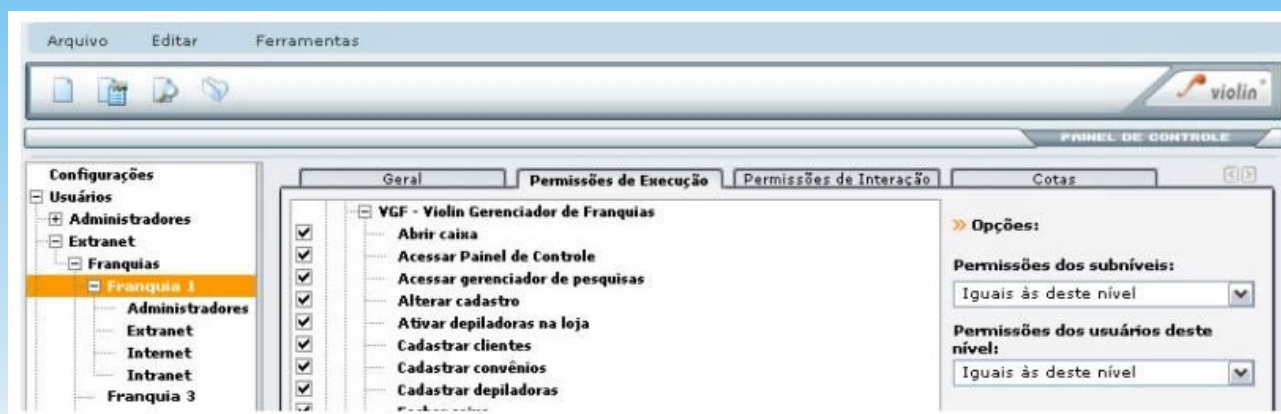 Arquivo Editar Ferramentas
violin
PAINEL DE CONTROLE
Configurações
Usuários
Administradores
Extranet
Franquias
Franquia 1
Administradores
Extranet
Internet
Intranet
Franquia 3
Geral Permissões de Execução Permissões de Interação Cotas
VGF - Violin Gerenciador de Franquias
Abrir caixa
Acessar Painel de Controle
Acessar gerenciador de pesquisas
Alterar cadastro
Ativar depiladoras na loja
Cadastrar clientes
Cadastrar convênios
Cadastrar depiladoras
Opções:
Permissões dos subníveis:
Iguais às deste nível
Permissões dos usuários deste
nível:
Iguais às deste nível